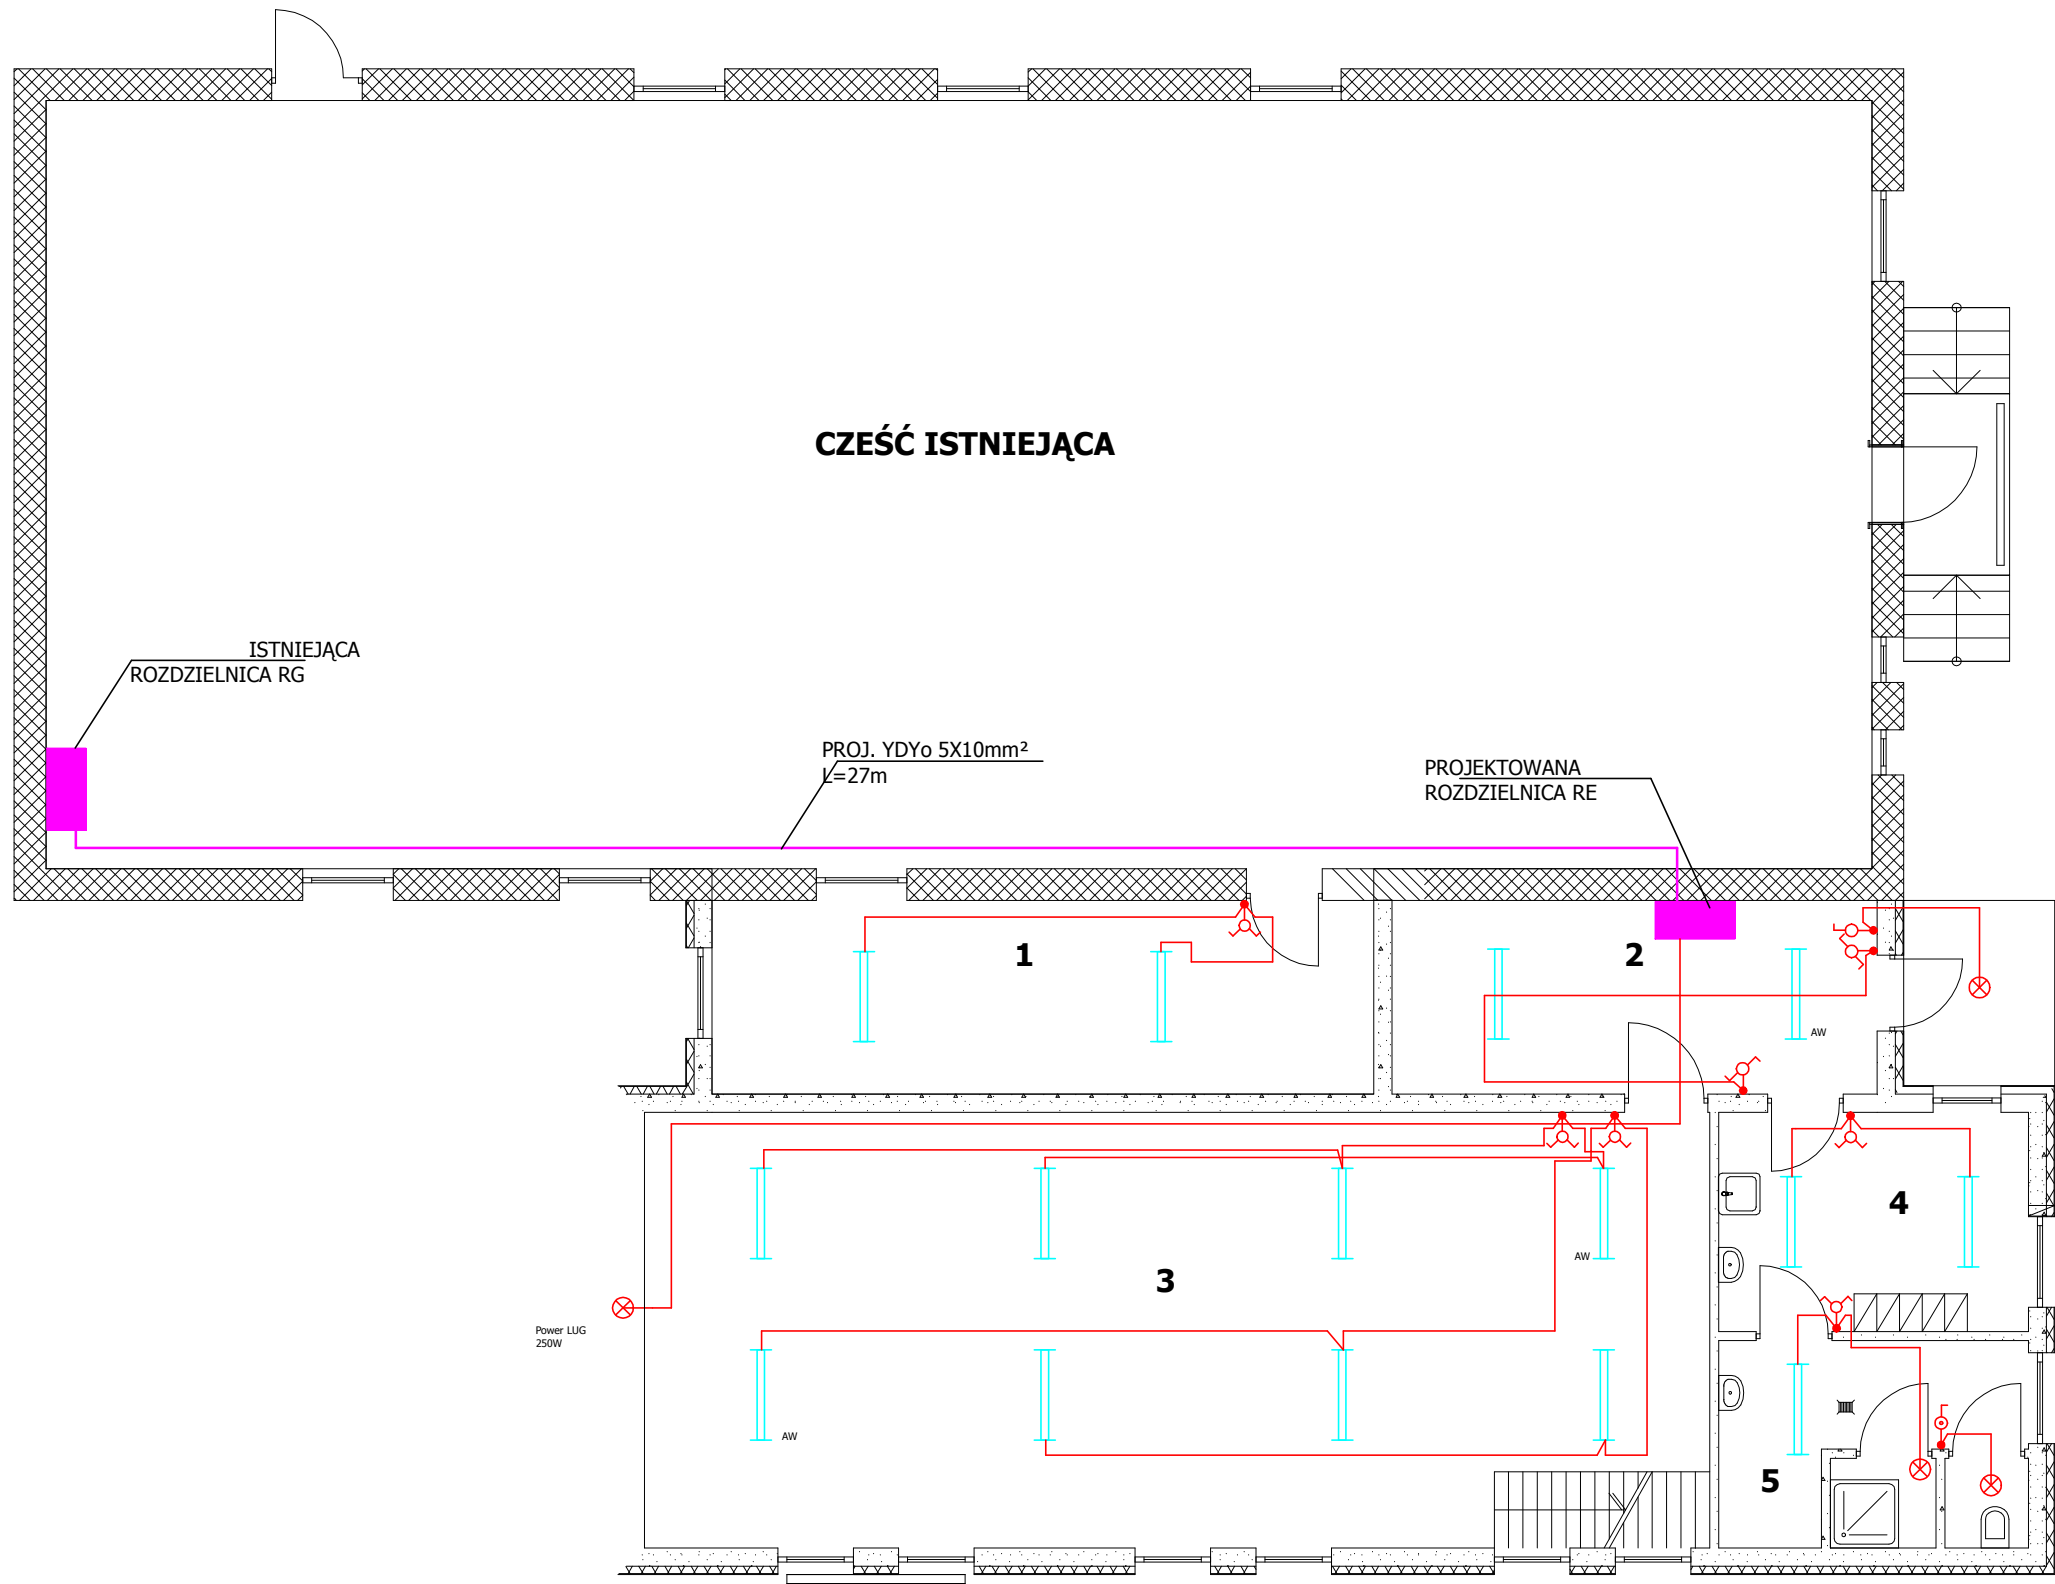 CZEŚĆ ISTNIEJĄCA
ISTNIEJĄCA
ROZDZIELNICA RG
PROJ. YDYo 5X10mm²
L=27m
PROJEKTOWANA
ROZDZIELNICA RE
1
2
AW
3
AW
4
Power LUG
250W
AW
5